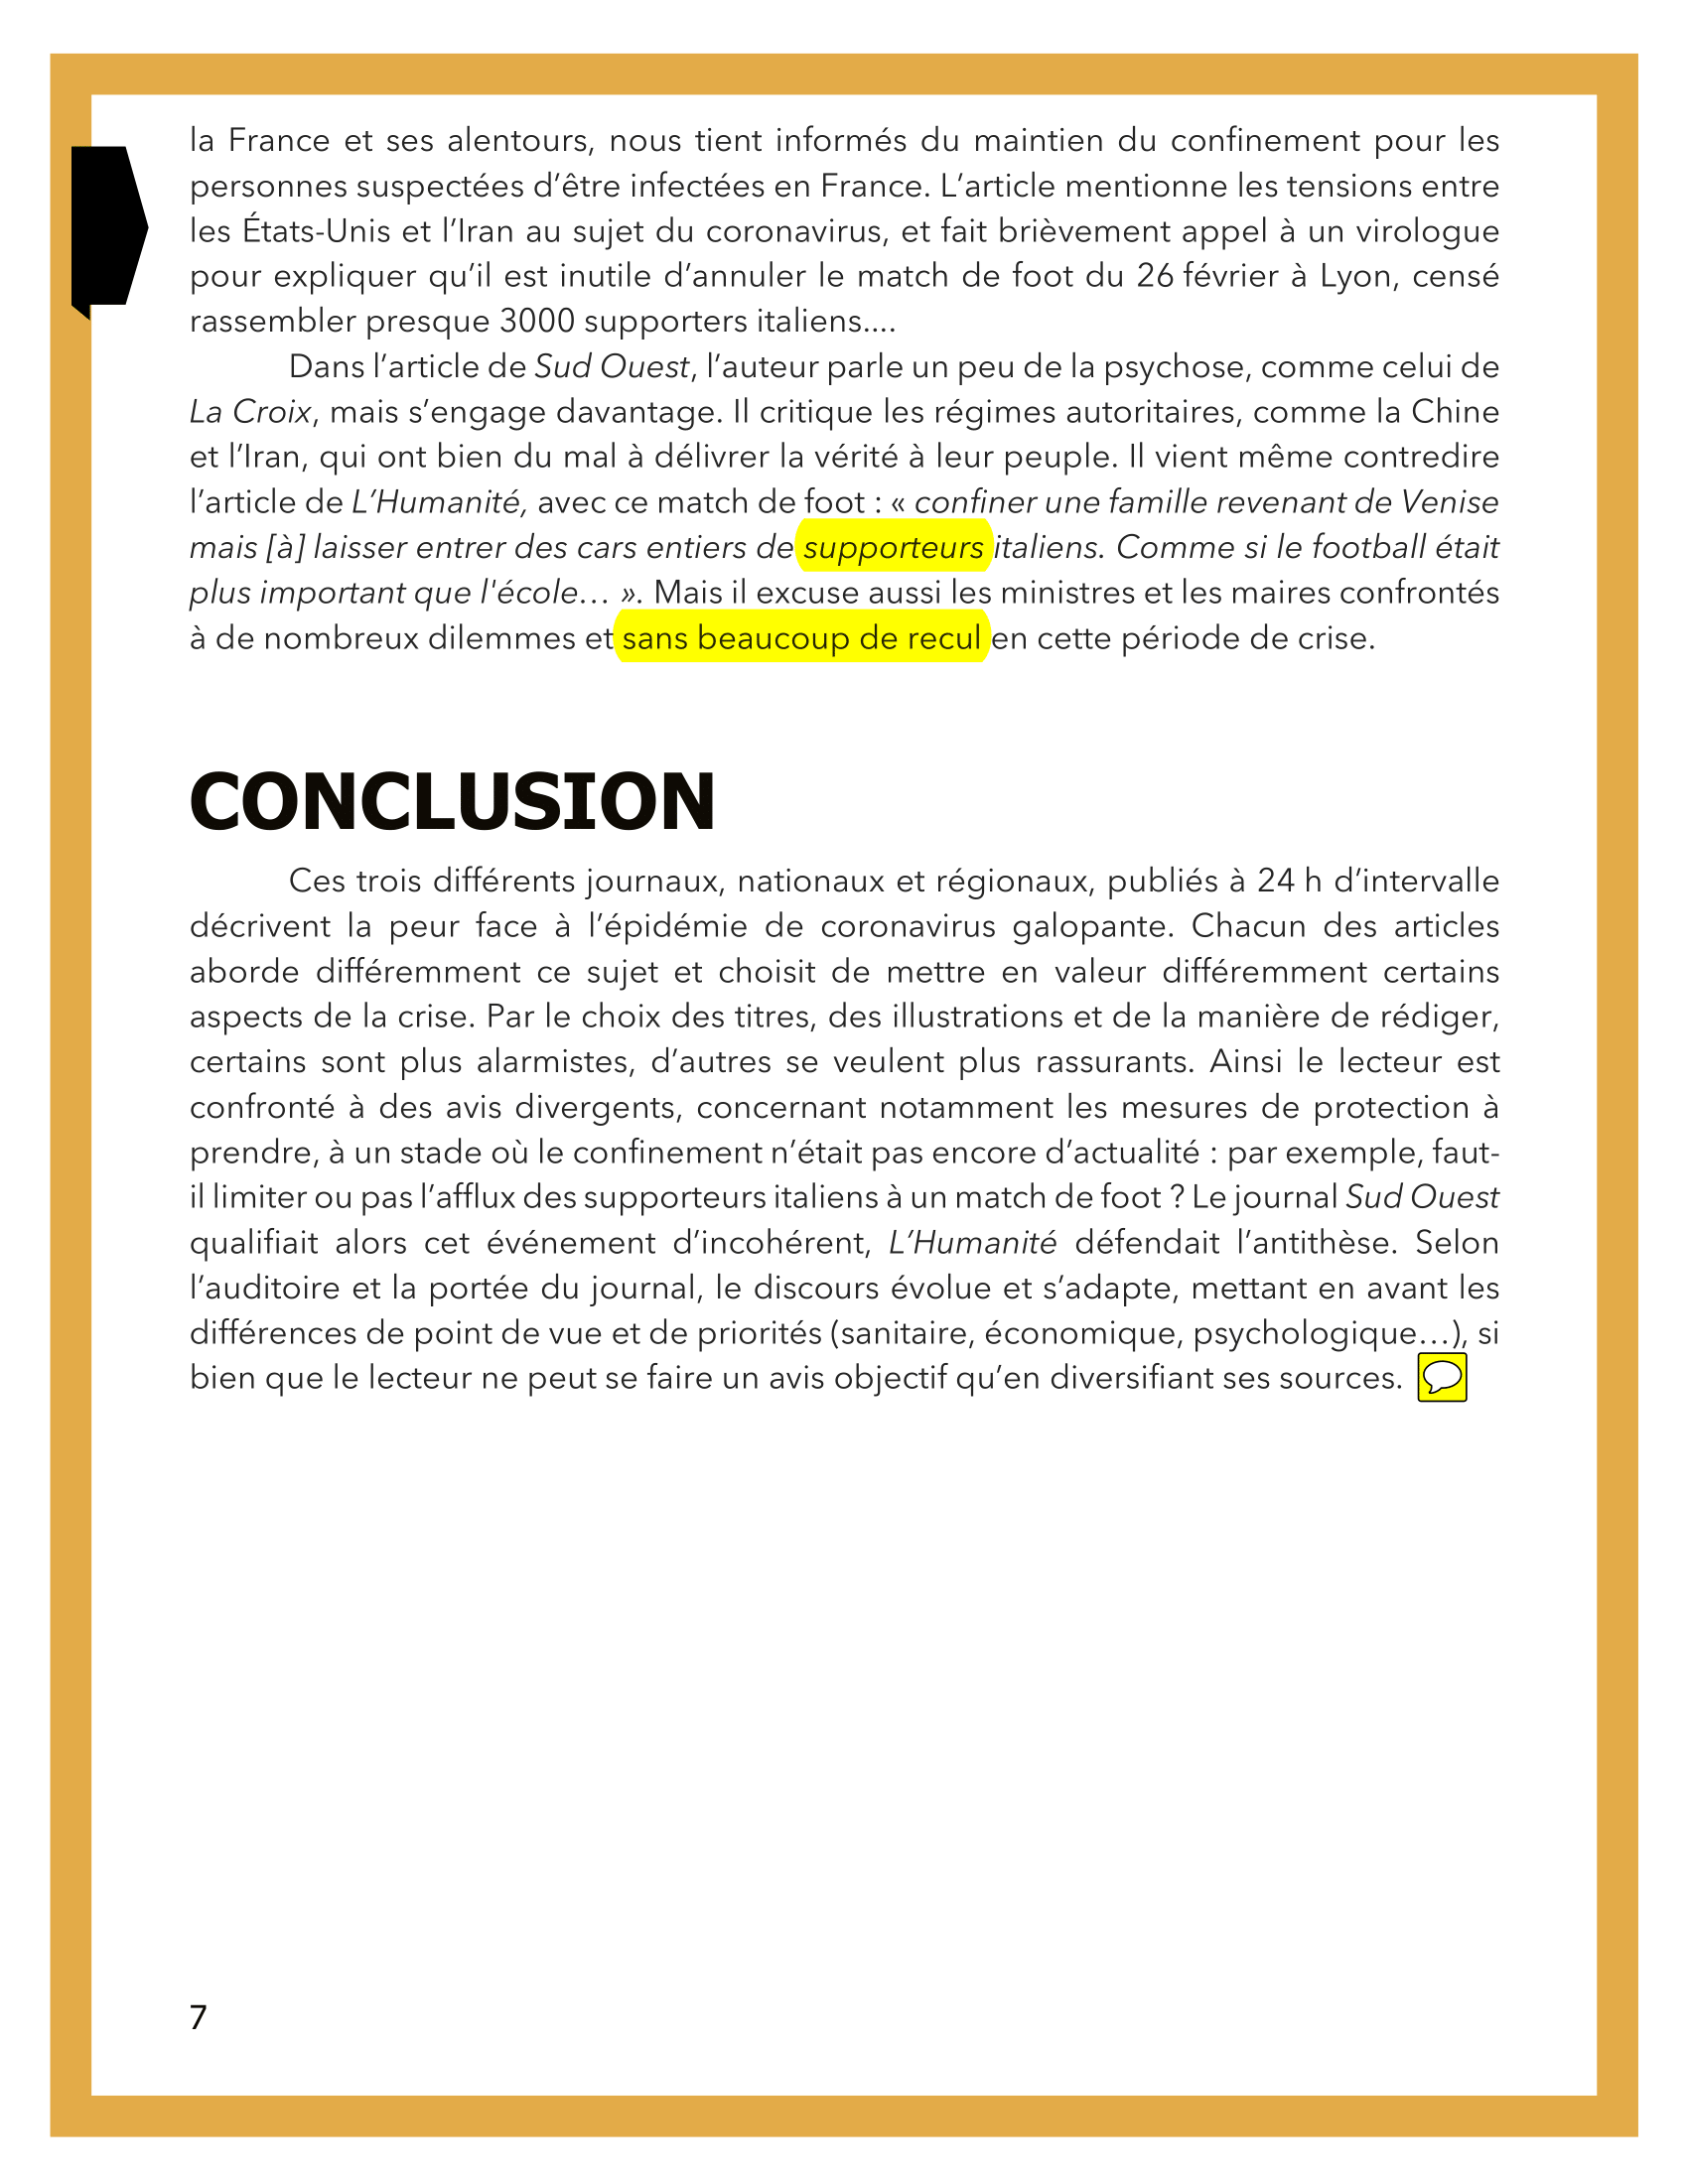 la France et ses alentours, nous tient informés du maintien du confinement pour les
personnes suspectées d’être infectées en France. L’article mentionne les tensions entre
les États-Unis et l’Iran au sujet du coronavirus, et fait brièvement appel à un virologue
pour expliquer qu’il est inutile d’annuler le match de foot du 26 février à Lyon, censé
rassembler presque 3000 supporters italiens....
Dans l’article de Sud Ouest, l’auteur parle un peu de la psychose, comme celui de
La Croix, mais s’engage davantage. Il critique les régimes autoritaires, comme la Chine
et l’Iran, qui ont bien du mal à délivrer la vérité à leur peuple. Il vient même contredire
l’article de L’Humanité, avec ce match de foot : « confiner une famille revenant de Venise
mais [à] laisser entrer des cars entiers de supporteurs italiens. Comme si le football était
plus important que l'école… ». Mais il excuse aussi les ministres et les maires confrontés
à de nombreux dilemmes et sans beaucoup de recul en cette période de crise.
CONCLUSION
Ces trois différents journaux, nationaux et régionaux, publiés à 24 h d’intervalle
décrivent la peur face à l’épidémie de coronavirus galopante. Chacun des articles
aborde différemment ce sujet et choisit de mettre en valeur différemment certains
aspects de la crise. Par le choix des titres, des illustrations et de la manière de rédiger,
certains sont plus alarmistes, d’autres se veulent plus rassurants. Ainsi le lecteur est
confronté à des avis divergents, concernant notamment les mesures de protection à
prendre, à un stade où le confinement n’était pas encore d’actualité : par exemple, faut-
il limiter ou pas l’afflux des supporteurs italiens à un match de foot ? Le journal Sud Ouest
qualifiait alors cet événement d’incohérent, L’Humanité défendait l’antithèse. Selon
l’auditoire et la portée du journal, le discours évolue et s’adapte, mettant en avant les
différences de point de vue et de priorités (sanitaire, économique, psychologique…), si
bien que le lecteur ne peut se faire un avis objectif qu’en diversifiant ses sources.
7